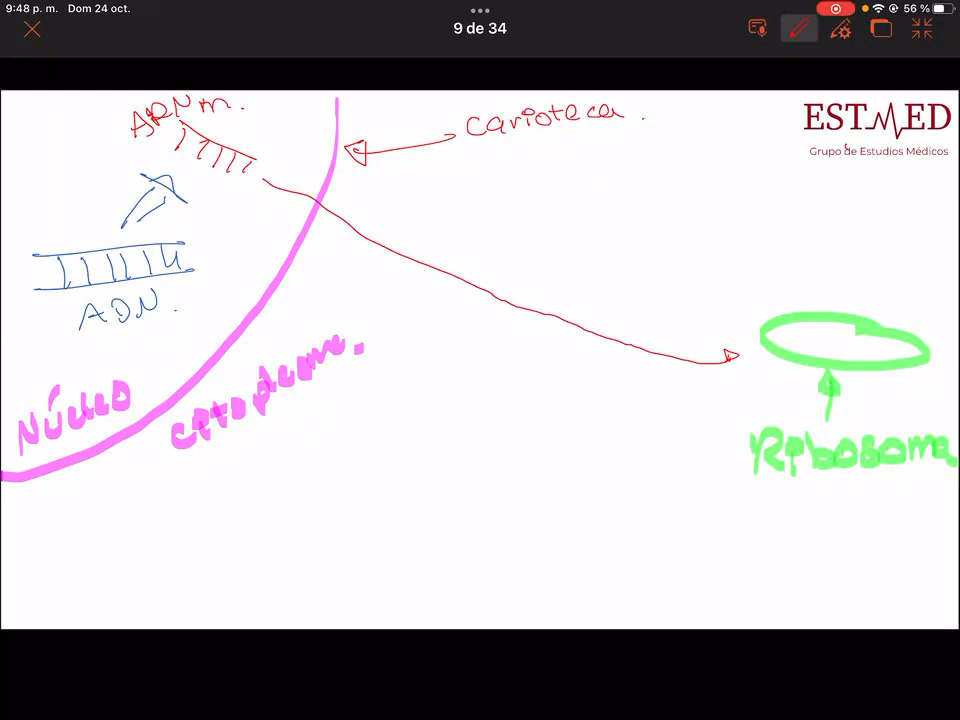 9:48 p. m. Dom 24 oct.
56 %
9 de 34
ARNm.
Carioteca.
ESTMED
Grupo de Estudios Médicos
ADN.
Núcleo
citoplasma.
Ribosoma